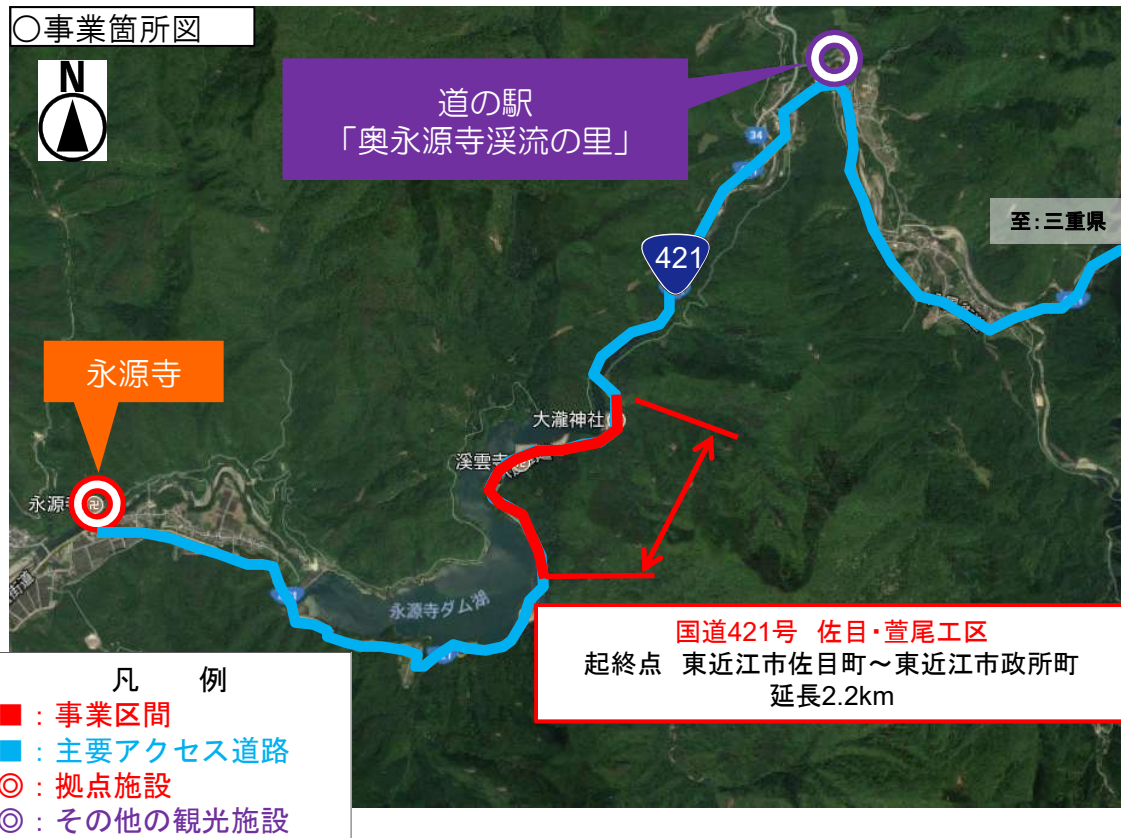 ○事業箇所図
N
道の駅
「奥永源寺渓流の里」
34
至:三重県
421
永源寺
大瀧神社
渓雲寺
永源寺
街道
永源寺ダム湖
国道421号 佐目・萱尾工区
起終点 東近江市佐目町～東近江市政所町
延長2.2km
凡 例
■:事業区間
■:主要アクセス道路
◎:拠点施設
◎:その他の観光施設